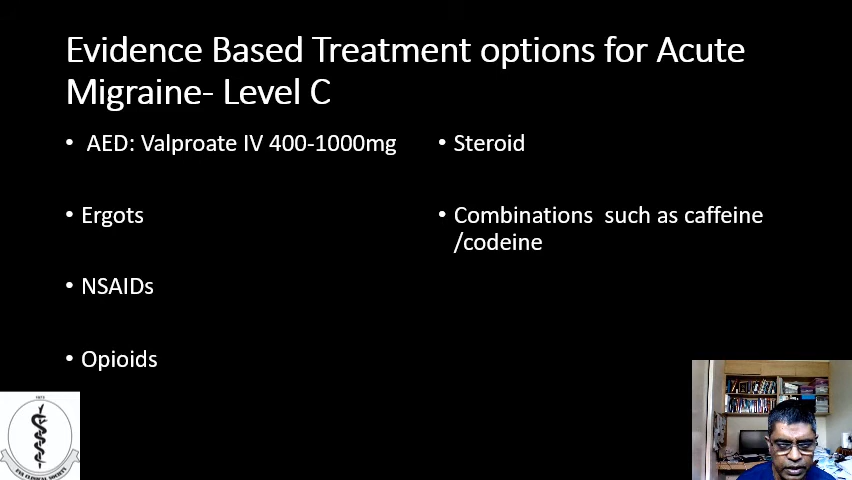 Evidence Based Treatment options for Acute
Migraine- Level C
• AED: Valproate IV 400-1000mg
• Ergots
• NSAIDs
• Opioids
• Steroid
• Combinations such as caffeine
/codeine